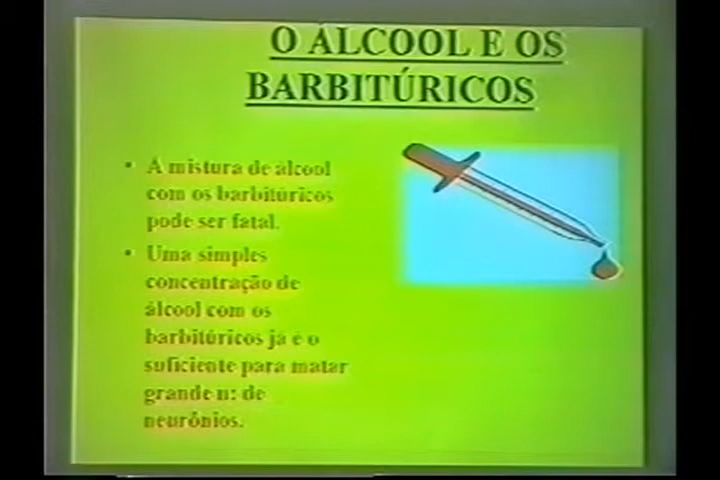 O ALCOOL E OS
BARBITÚRICOS
• A mistura de álcool
com os barbitúricos
pode ser fatal.
• Uma simples
concentração de
álcool com os
barbitúricos já é o
suficiente para matar
grande n: de
neurônios.